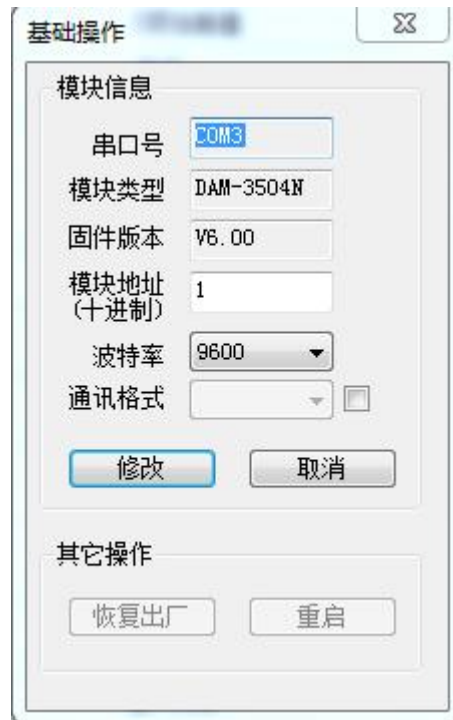 基础操作
模块信息
串口号 COM3
模块类型 DAM-3504N
固件版本 V6.00
模块地址
(十进制) 1
波特率 9600
通讯格式
修改 取消
其它操作
恢复出厂 重启